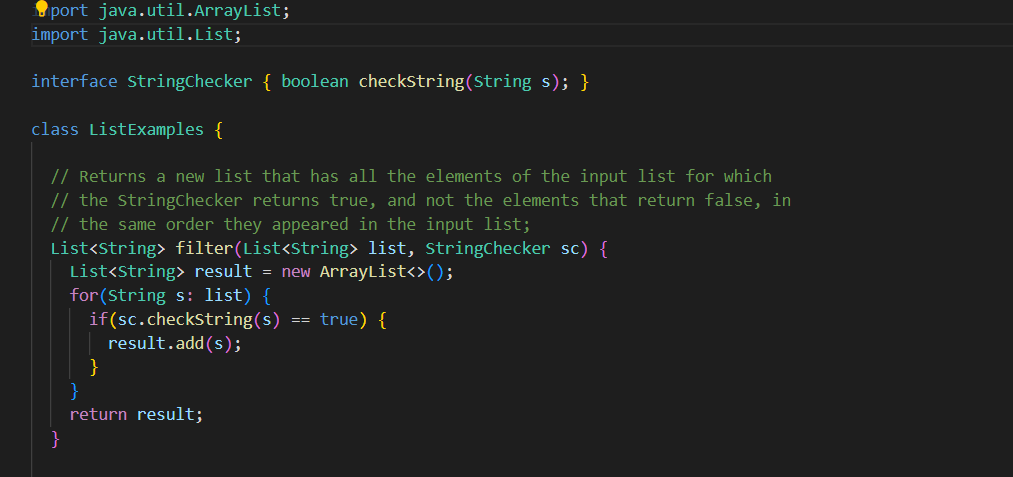 import java.util.ArrayList;
import java.util.List;
interface StringChecker { boolean checkString(String s); }
class ListExamples {
// Returns a new list that has all the elements of the input list for which
// the StringChecker returns true, and not the elements that return false, in
// the same order they appeared in the input list;
List<String> filter(List<String> list, StringChecker sc) {
List<String> result = new ArrayList<>();
for(String s: list) {
if(sc.checkString(s) == true) {
result.add(s);
}
}
return result;
}